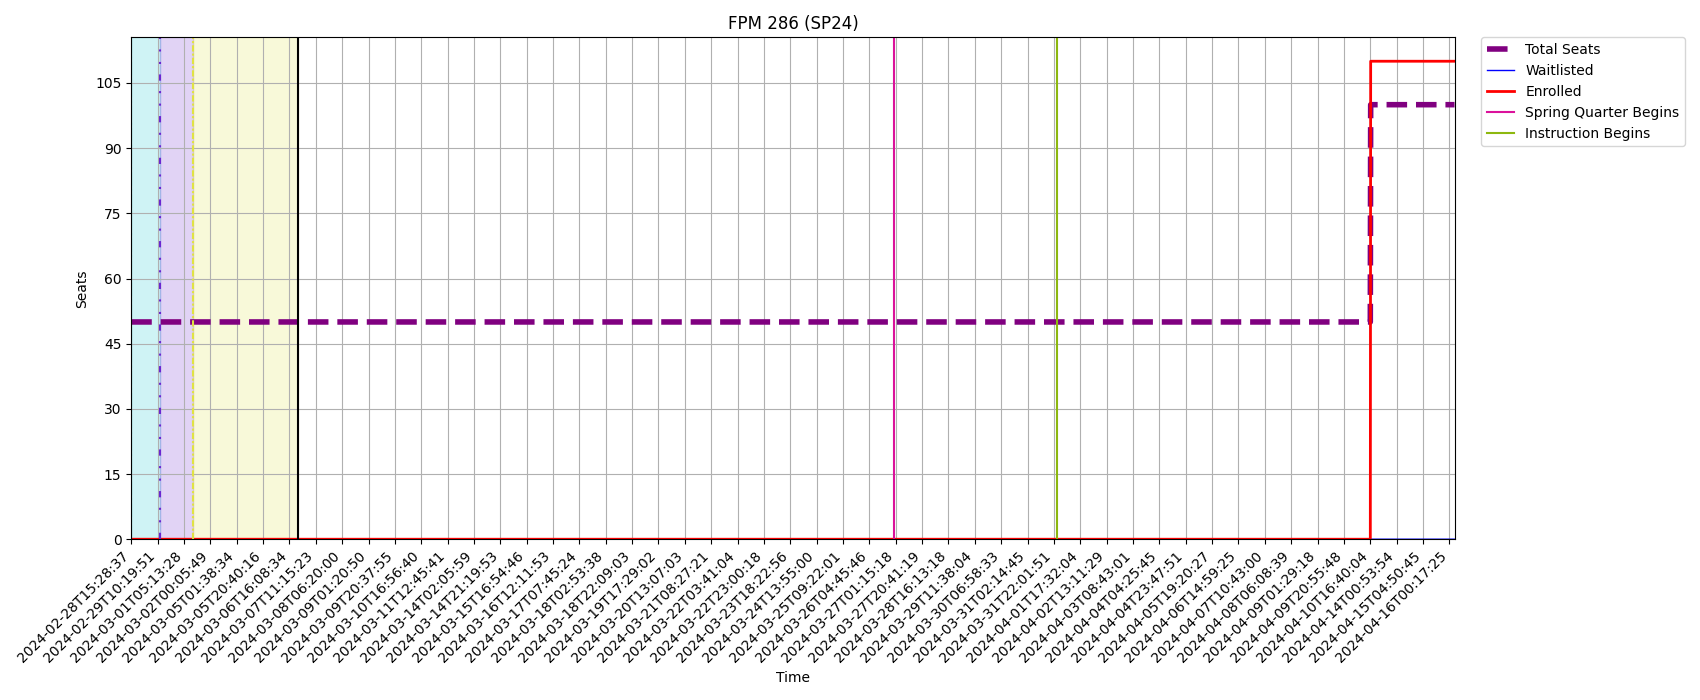 FPM 286 (SP24)
Total Seats
Waitlisted
Enrolled
Spring Quarter Begins
Instruction Begins
Seats
105
90
75
60
45
30
15
0
2024-02-28T15:28:37
2024-02-29T10:19:51
2024-03-01T05:13:28
2024-03-02T00:05:49
2024-03-05T01:38:34
2024-03-05T20:40:16
2024-03-06T16:08:34
2024-03-07T11:15:23
2024-03-08T06:20:00
2024-03-09T01:20:50
2024-03-09T20:37:55
2024-03-10T16:56:40
2024-03-11T12:45:41
2024-03-14T02:05:59
2024-03-14T21:19:53
2024-03-15T16:54:46
2024-03-16T12:11:53
2024-03-17T07:45:24
2024-03-18T02:53:38
2024-03-18T22:09:03
2024-03-19T17:29:02
2024-03-20T13:07:03
2024-03-21T08:27:21
2024-03-22T03:41:04
2024-03-22T23:00:18
2024-03-23T18:22:56
2024-03-24T13:55:00
2024-03-25T09:22:01
2024-03-26T04:45:46
2024-03-27T01:15:18
2024-03-27T20:41:19
2024-03-28T16:13:18
2024-03-29T11:38:04
2024-03-30T06:58:33
2024-03-31T02:14:45
2024-03-31T22:01:51
2024-04-01T17:32:04
2024-04-02T13:11:29
2024-04-03T08:43:01
2024-04-04T04:25:45
2024-04-04T23:47:51
2024-04-05T19:20:27
2024-04-06T14:59:25
2024-04-07T10:43:00
2024-04-08T06:08:39
2024-04-09T01:29:18
2024-04-09T20:55:48
2024-04-10T16:40:04
2024-04-14T00:53:54
2024-04-15T04:50:45
2024-04-16T00:17:25
Time